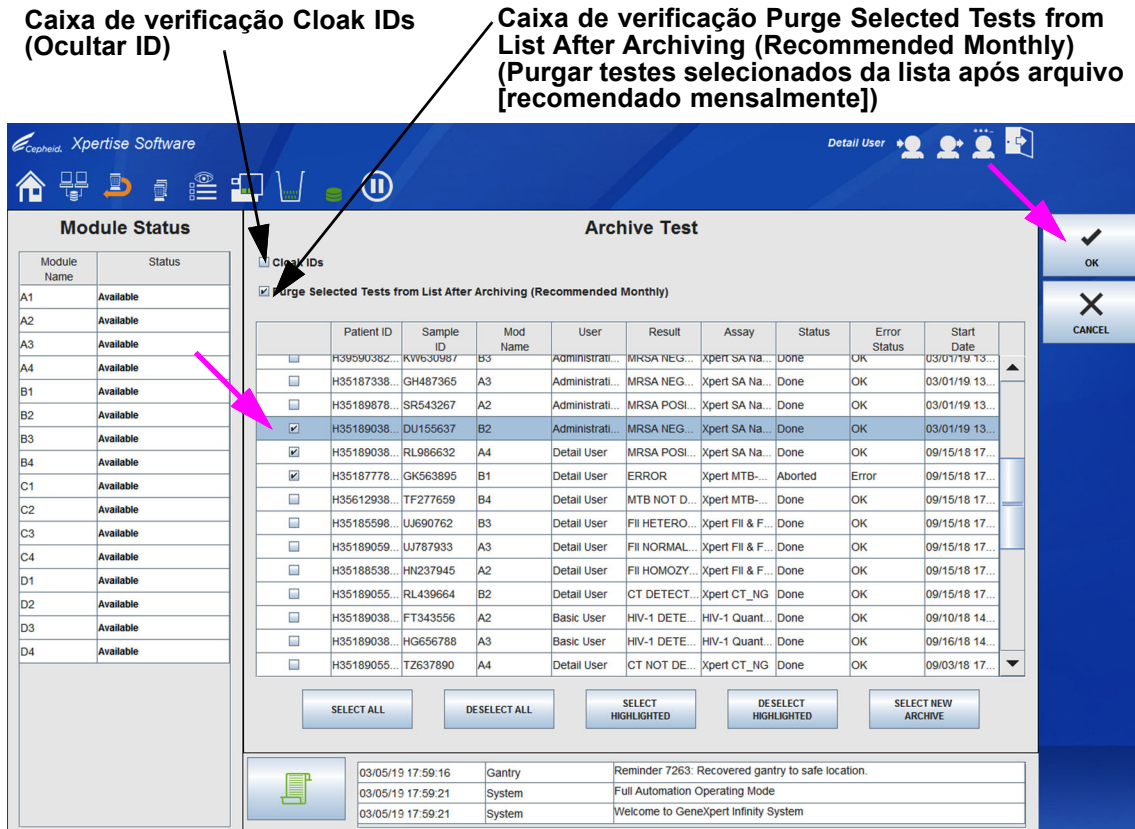 Caixa de verificação Cloak IDs
(Ocultar ID)
Caixa de verificação Purge Selected Tests from
List After Archiving (Recommended Monthly)
(Purgar testes selecionados da lista após arquivo
[recomendado mensalmente])
Cepheid. Xpertise Software
Detail User
Module Status
Module Name Status
A1 Available
A2 Available
A3 Available
A4 Available
B1 Available
B2 Available
B3 Available
B4 Available
C1 Available
C2 Available
C3 Available
C4 Available
D1 Available
D2 Available
D3 Available
D4 Available
Archive Test
Cloak IDs
Purge Selected Tests from List After Archiving (Recommended Monthly)
Patient ID Sample ID Mod Name User Result Assay Status Error Status Start Date
H39590382... KW630987 B3 Administrati... MRSA NEG... Xpert SA Na... Done OK 03/01/19 13...
H35187338... GH487365 A3 Administrati... MRSA NEG... Xpert SA Na... Done OK 03/01/19 13...
H35189878... SR543267 A2 Administrati... MRSA POSI... Xpert SA Na... Done OK 03/01/19 13...
H35189038... DU155637 B2 Administrati... MRSA NEG... Xpert SA Na... Done OK 03/01/19 13...
H35189038... RL986632 A4 Detail User MRSA POSI... Xpert SA Na... Done OK 09/15/18 17...
H35187778... GK563895 B1 Detail User ERROR Xpert MTB-... Aborted Error 09/15/18 17...
H35612938... TF277659 B4 Detail User MTB NOT D... Xpert MTB-... Done OK 09/15/18 17...
H35185598... UJ690762 B3 Detail User FII HETERO... Xpert FII & F... Done OK 09/15/18 17...
H35189059... UJ787933 A3 Detail User FII NORMAL... Xpert FII & F... Done OK 09/15/18 17...
H35188538... HN237945 A2 Detail User FII HOMOZY... Xpert FII & F... Done OK 09/15/18 17...
H35189055... RL439664 B2 Detail User CT DETECT... Xpert CT_NG Done OK 09/15/18 17...
H35189038... FT343556 A2 Basic User HIV-1 DETE... HIV-1 Quant... Done OK 09/10/18 14...
H35189038... HG656788 A3 Basic User HIV-1 DETE... HIV-1 Quant... Done OK 09/16/18 14...
H35189055... TZ637890 A4 Detail User CT NOT DE... Xpert CT_NG Done OK 09/03/18 17...
SELECT ALL
DESELECT ALL
SELECT
HIGHLIGHTED
DESELECT
HIGHLIGHTED
SELECT NEW
ARCHIVE
OK
CANCEL
03/05/19 17:59:16 Gantry Reminder 7263: Recovered gantry to safe location.
03/05/19 17:59:21 System Full Automation Operating Mode
03/05/19 17:59:21 System Welcome to GeneXpert Infinity System